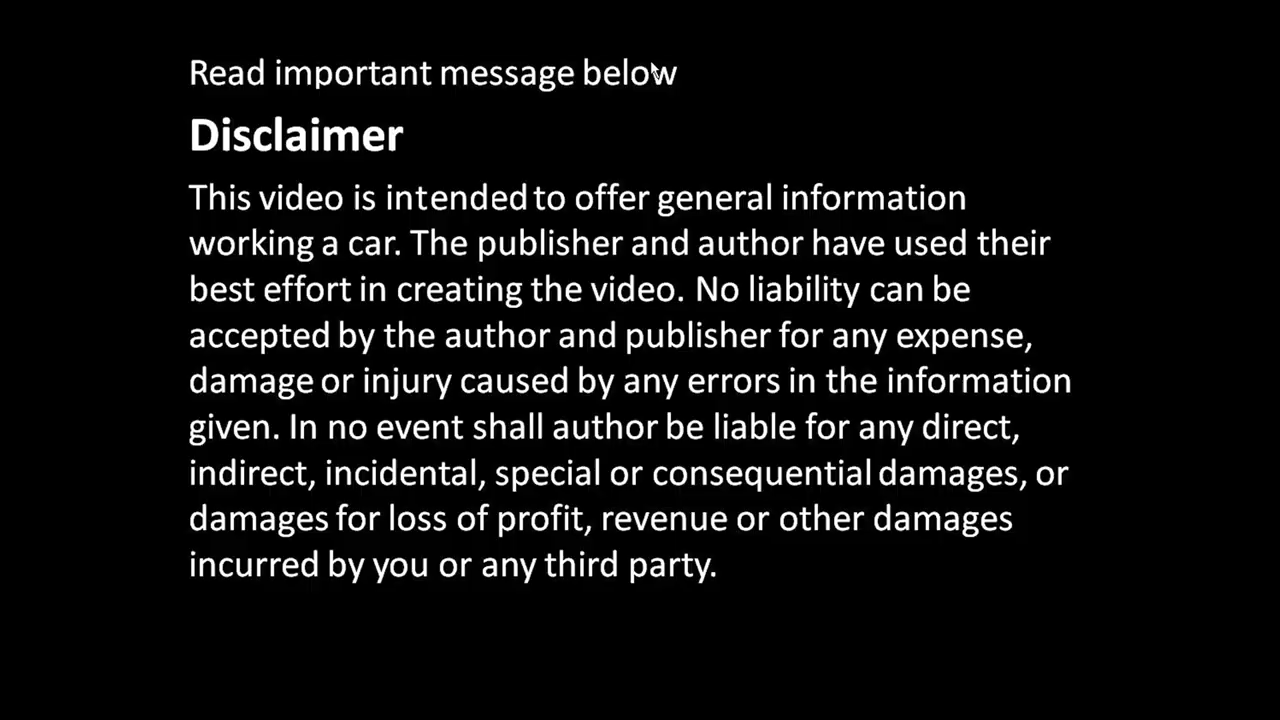 Read important message below
Disclaimer
This video is intended to offer general information
working a car. The publisher and author have used their
best effort in creating the video. No liability can be
accepted by the author and publisher for any expense,
damage or injury caused by any errors in the information
given. In no event shall author be liable for any direct,
indirect, incidental, special or consequential damages, or
damages for loss of profit, revenue or other damages
incurred by you or any third party.